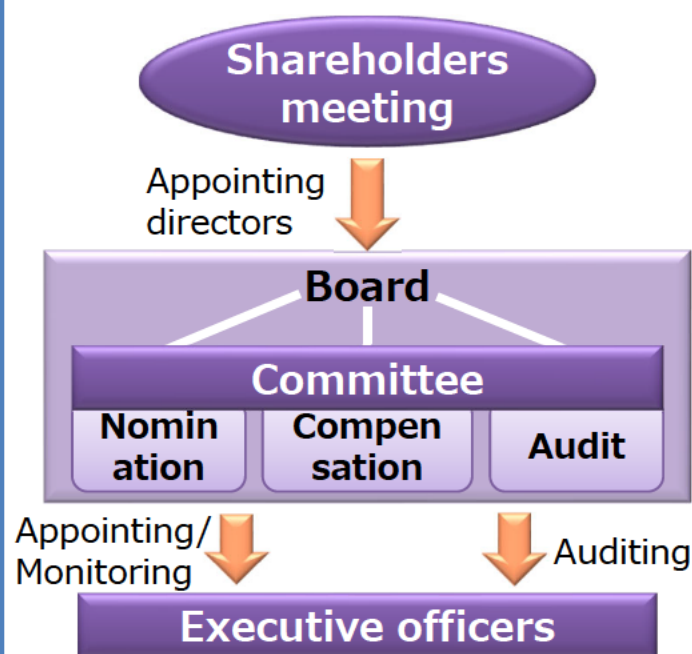 Shareholders
meeting
Appointing
directors
Board
Committee
Nomin
ation
Compen
sation
Audit
Appointing/
Monitoring
Auditing
Executive officers